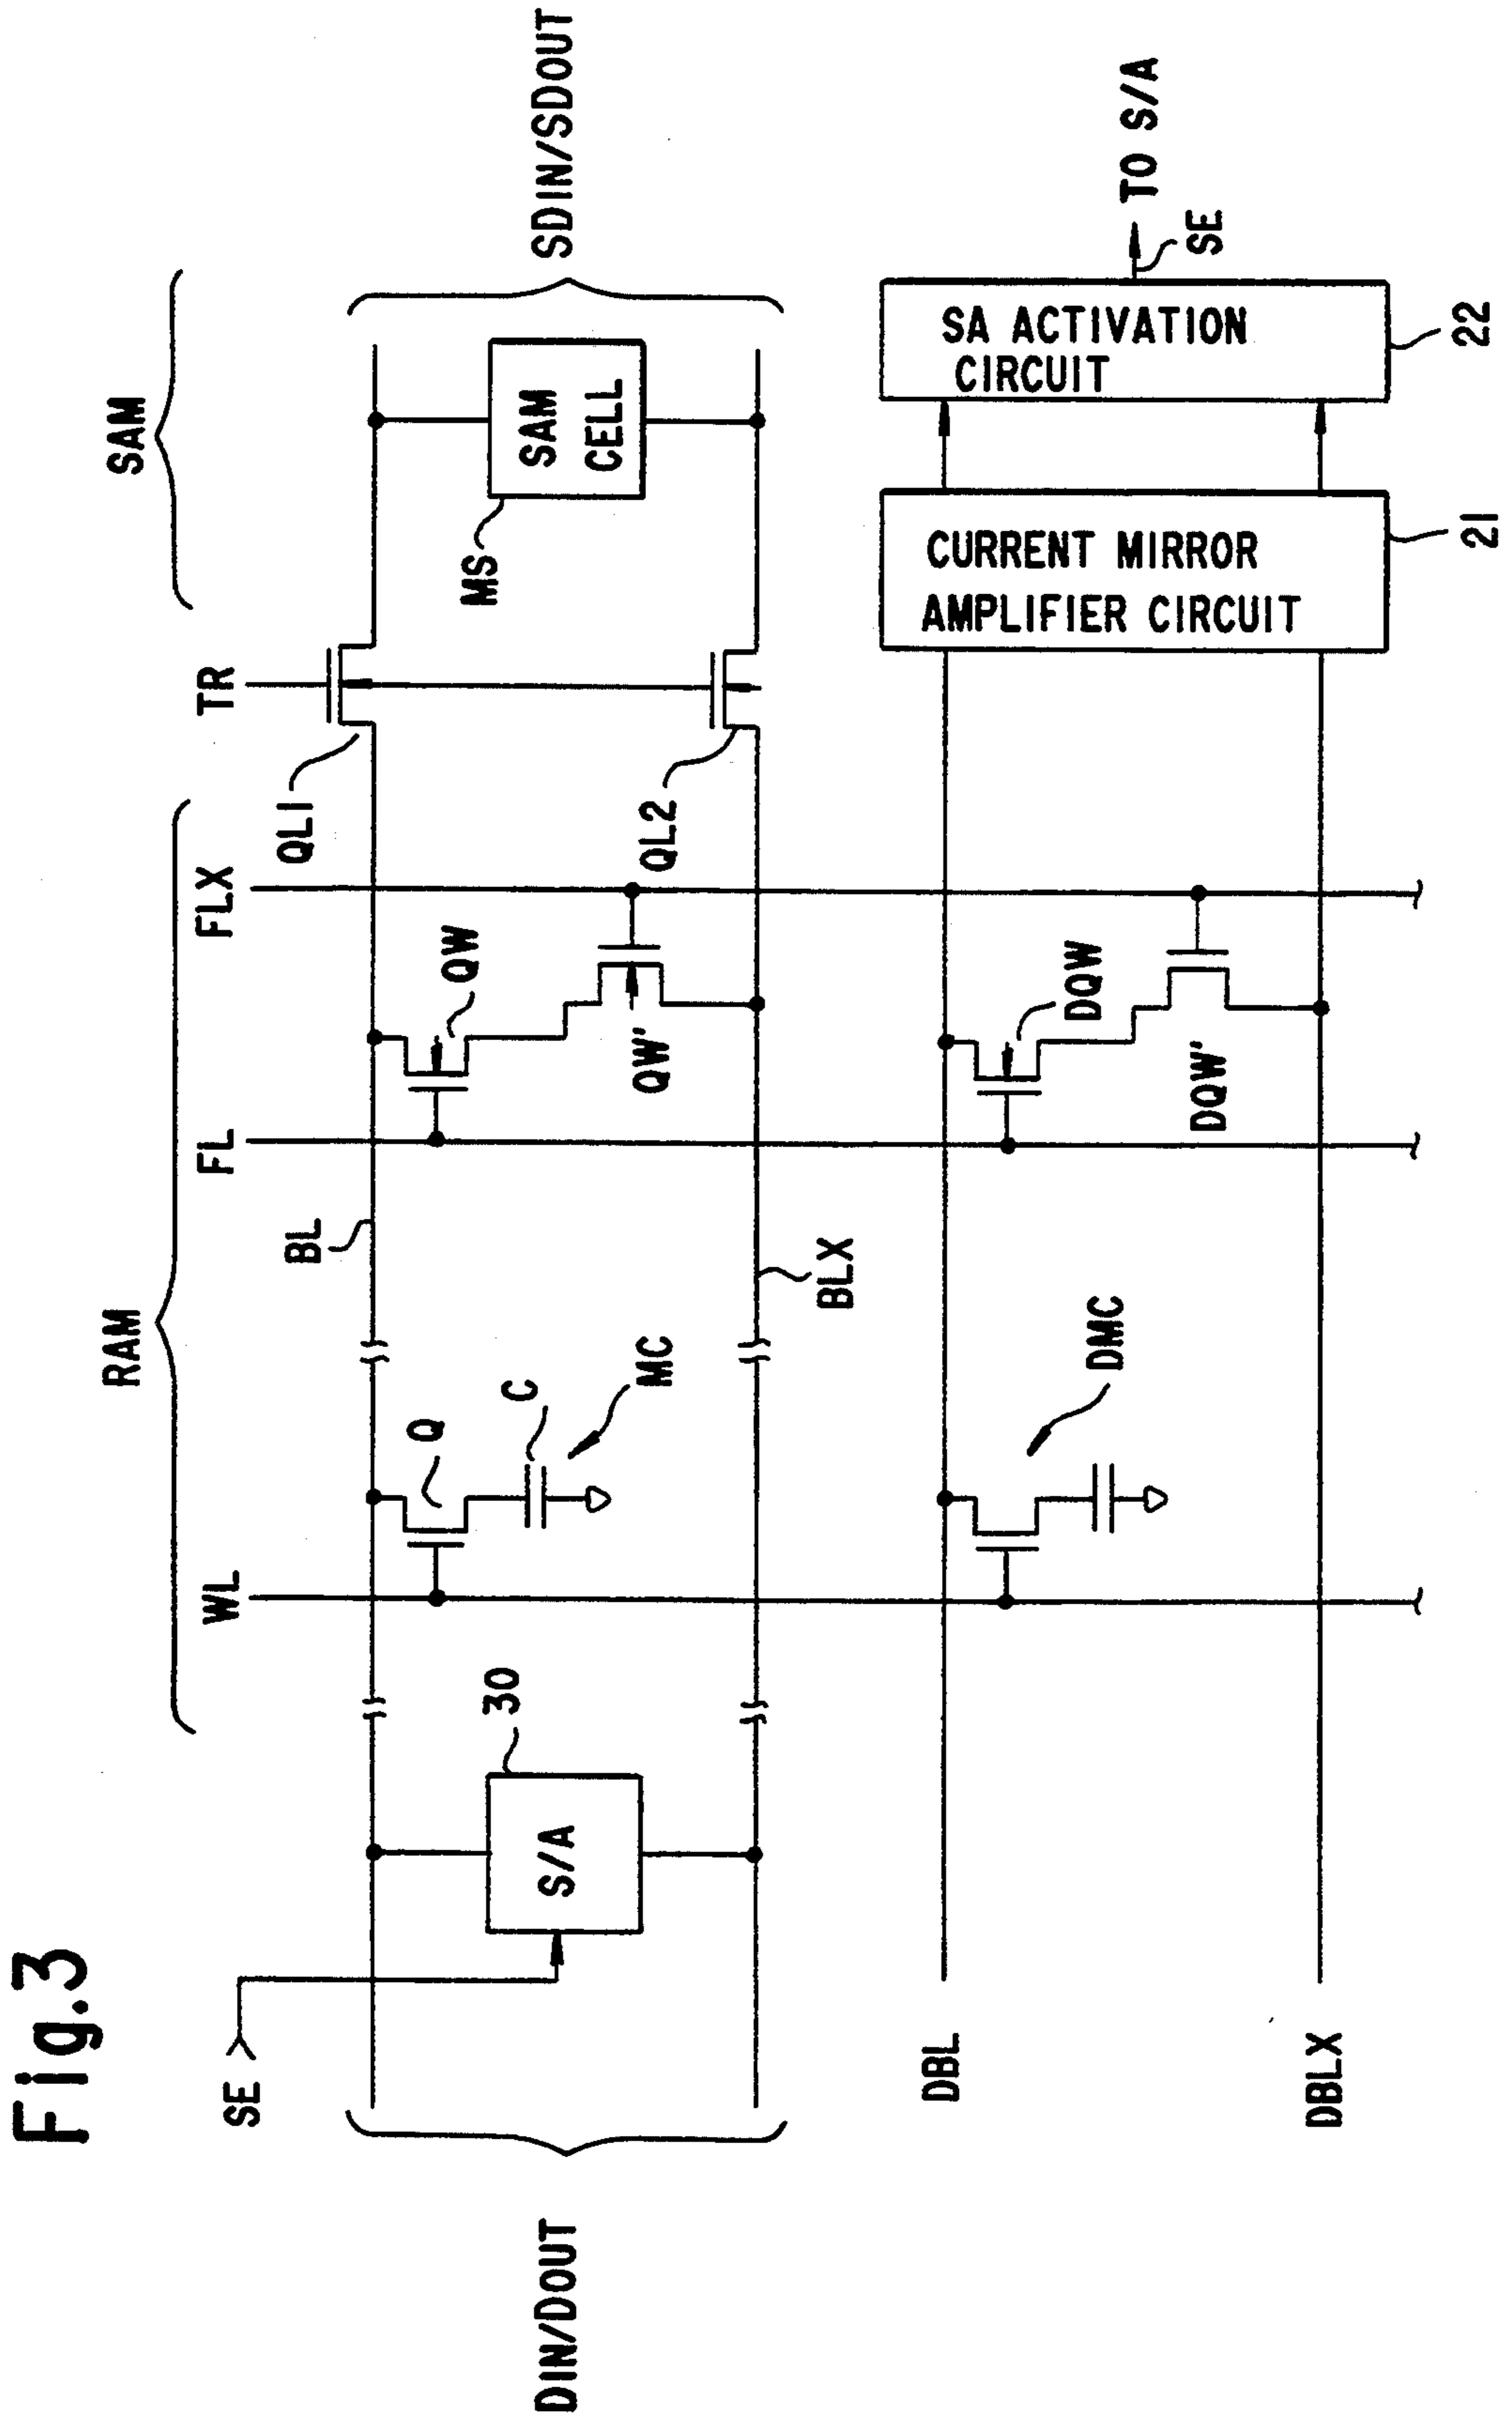 Fig.3
RAM
SAM
SE
WL
FL
FLX
TR
BL
QL1
Q
QW
C
30
S/A
MC
QW'
QL2
MS
SAM
CELL
DIN/DOUT
SDIN/SDOUT
BLX
DBL
DMC
DQW
DQW'
CURRENT MIRROR
AMPLIFIER CIRCUIT
21
SA ACTIVATION
CIRCUIT
22
TO S/A
SE
DBLX